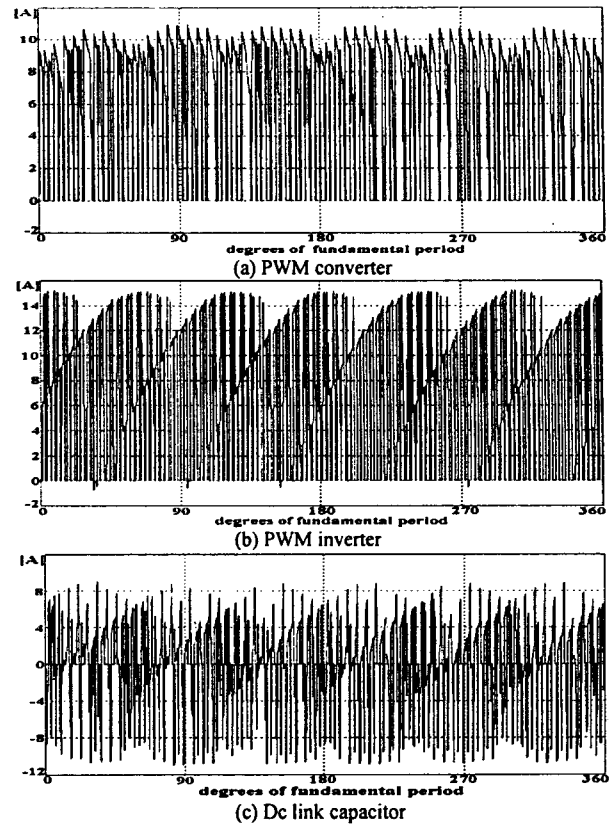 [A]
10
8
6
4
2
0
-2
0 90 180 270 360
degrees of fundamental period
(a) PWM converter
[A]
14
12
10
8
6
4
2
0
-2
0 90 180 270 360
degrees of fundamental period
(b) PWM inverter
[A]
8
4
0
-4
-8
-12
0 90 180 270 360
degrees of fundamental period
(c) Dc link capacitor